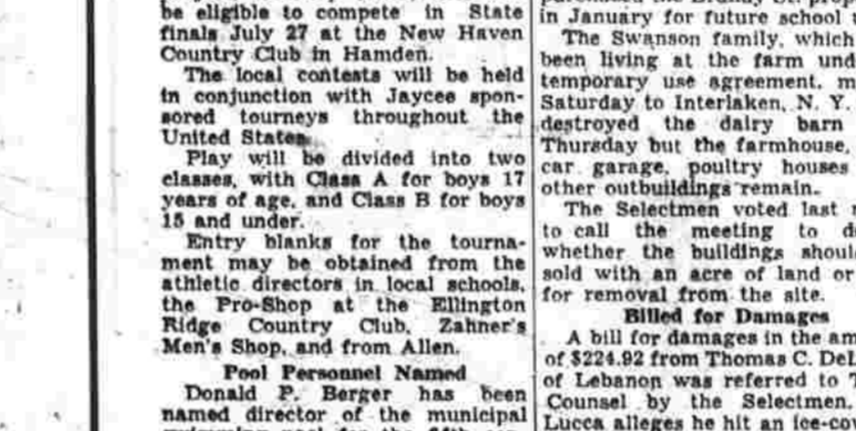 be eligible to compete in State
finals July 27 at the New Haven
Country Club in Hamden.
The local contests will be held
in conjunction with Jaycee spon-
sored tourneys throughout the
United States.
Play will be divided into two
classes, with Class A for boys 17
years of age, and Class B for boys
15 and under.
Entry blanks for the tourna-
ment may be obtained from the
athletic directors in local schools,
the Pro-Shop at the Ellington
Ridge Country Club, Zahner's
Men's Shop, and from Allen.
Pool Personnel Named
Donald P. Berger has been
named director of the municipal
in January for future school
The Swanson family, which
been living at the farm und
temporary use agreement, m
Saturday to Interlaken, N. Y.
destroyed the dairy barn
Thursday but the farmhouse,
car garage, poultry houses
other outbuildings remain.
The Selectmen voted last
to call the meeting to d
whether the buildings shoul
sold with an acre of land or
for removal from the site.
Billed for Damages
A bill for damages in the am
of $224.92 from Thomas C. DeL
of Lebanon was referred to T
Counsel by the Selectmen.
Lucca alleges he hit an ice-cov